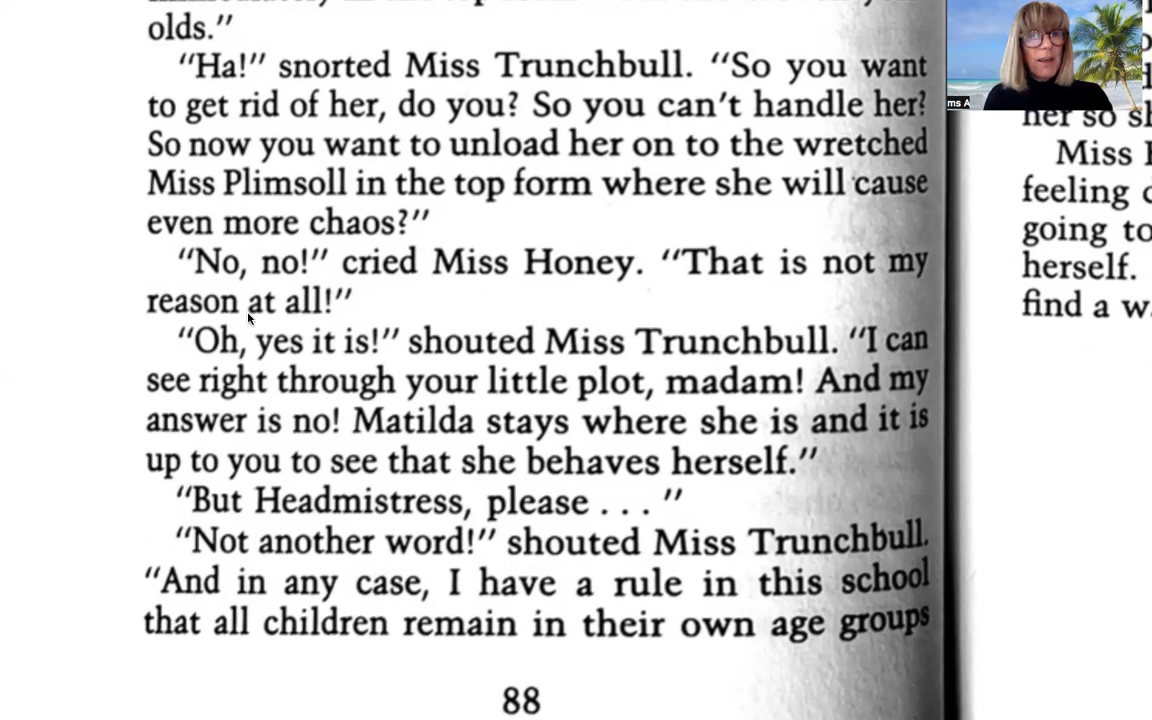 olds.”
“Ha!” snorted Miss Trunchbull. “So you want
to get rid of her, do you? So you can’t handle her?
So now you want to unload her on to the wretched
Miss Plimsoll in the top form where she will cause
even more chaos?”
“No, no!” cried Miss Honey. “That is not my
reason at all!”
“Oh, yes it is!” shouted Miss Trunchbull. “I can
see right through your little plot, madam! And my
answer is no! Matilda stays where she is and it is
up to you to see that she behaves herself.”
“But Headmistress, please . . . ”
“Not another word!” shouted Miss Trunchbull.
“And in any case, I have a rule in this school
that all children remain in their own age groups
88
ms A
her so
Miss
feeling
going to
herself.
find a